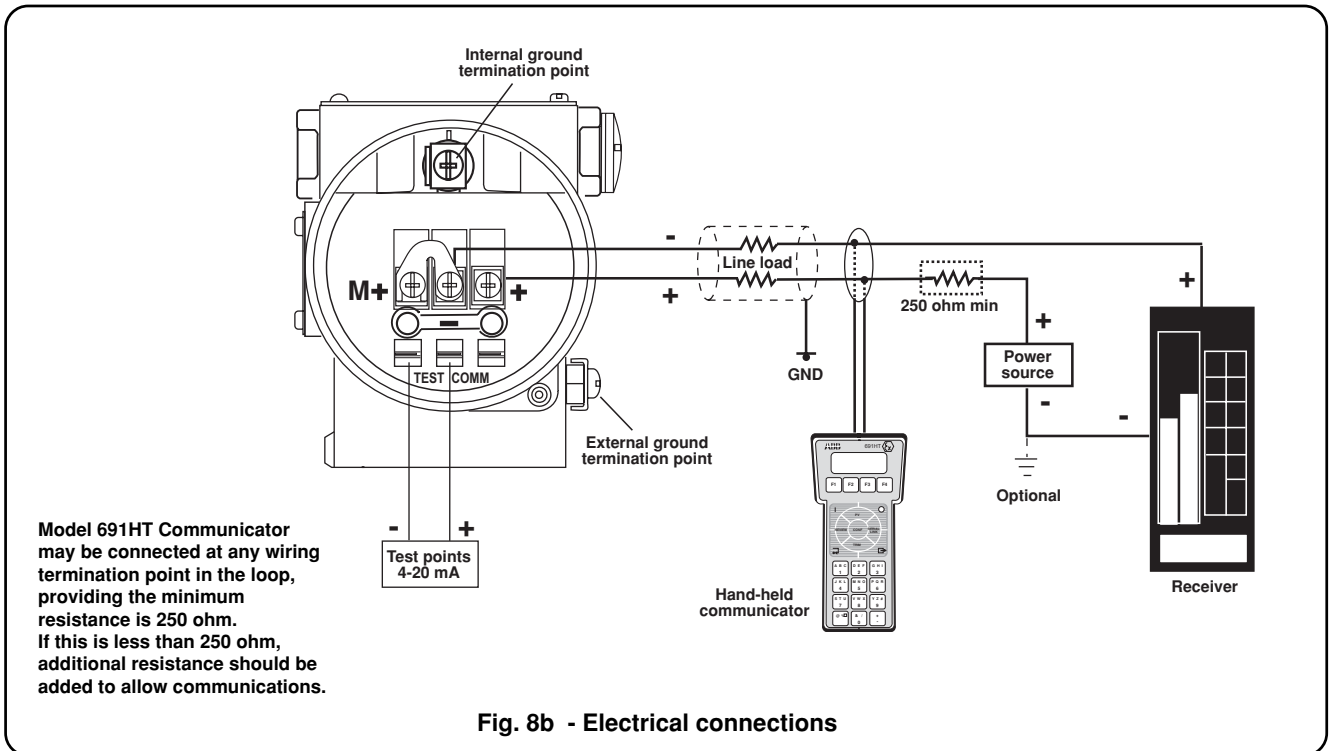 Internal ground
termination point
-
Line load
+
M+
+
-
TEST COMM
250 ohm min
+
+
Power
source
-
-
GND
External ground
termination point
Optional
ABB
691HT
F1 F2 F3 F4
Model 691HT Communicator
may be connected at any wiring
termination point in the loop,
providing the minimum
resistance is 250 ohm.
If this is less than 250 ohm,
additional resistance should be
added to allow communications.
- +
Test points
4-20 mA
Hand-held
communicator
Receiver
Fig. 8b - Electrical connections